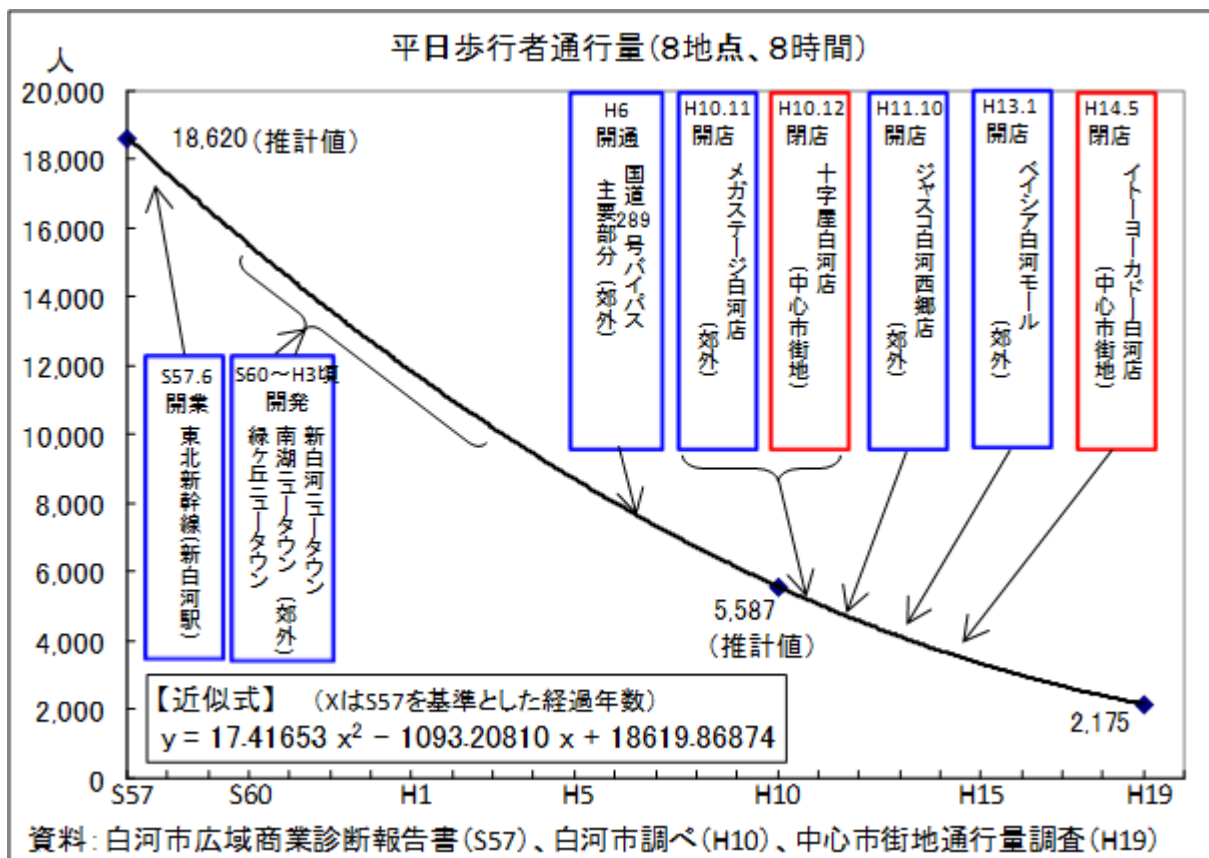 平日歩行者通行量(8地点、8時間)
人
20,000
18,000
16,000
14,000
12,000
10,000
8,000
6,000
4,000
2,000
0
18,620(推計値)
S57.6
開業
東北新幹線(新白河駅)
S60～H3頃
開発
新白河ニュータウン
南湖ニュータウン (郊外)
緑ヶ丘ニュータウン
H6
開通
国道289号バイパス
主要部分 (郊外)
H10.11
開店
メガステージ白河店
(郊外)
H10.12
閉店
十字屋白河店
(中心市街地)
H11.10
開店
ジャスコ白河西郷店
(郊外)
H13.1
開店
ベイシア白河モール
(郊外)
H14.5
閉店
イトーヨーカドー白河店
(中心市街地)
5,587
(推計値)
2,175
【近似式】 (XはS57を基準とした経過年数)
y = 17.41653 x² − 1093.20810 x + 18619.86874
S57 S60 H1 H5 H10 H15 H19
資料:白河市広域商業診断報告書(S57)、白河市調べ(H10)、中心市街地通行量調査(H19)